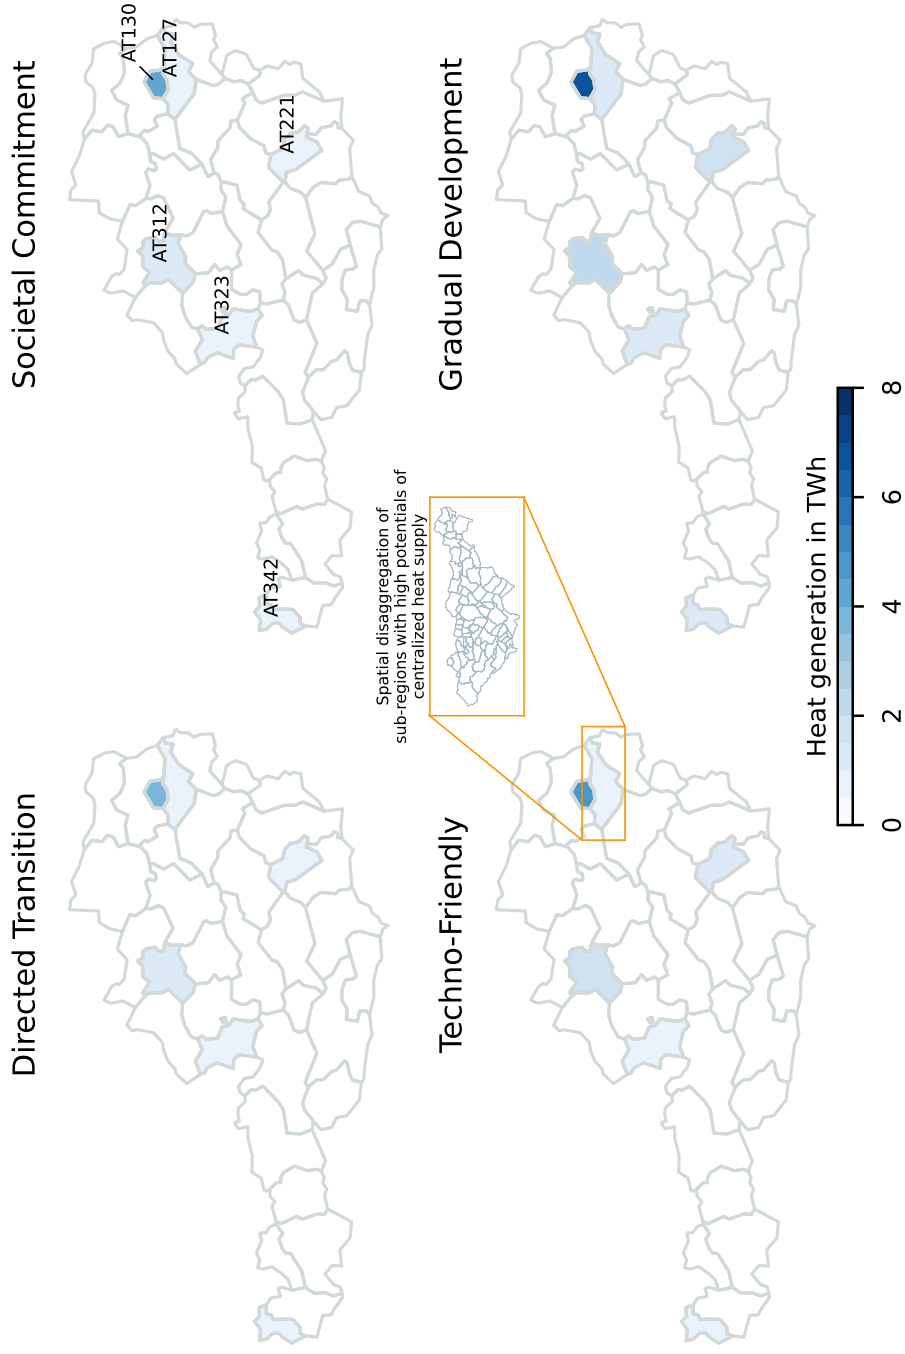 Directed Transition
Societal Commitment
AT130
AT127
AT312
AT221
AT323
AT342
Spatial disaggregation of
sub-regions with high potentials of
centralized heat supply
Techno-Friendly
Gradual Development
Heat generation in TWh
0
2
4
6
8